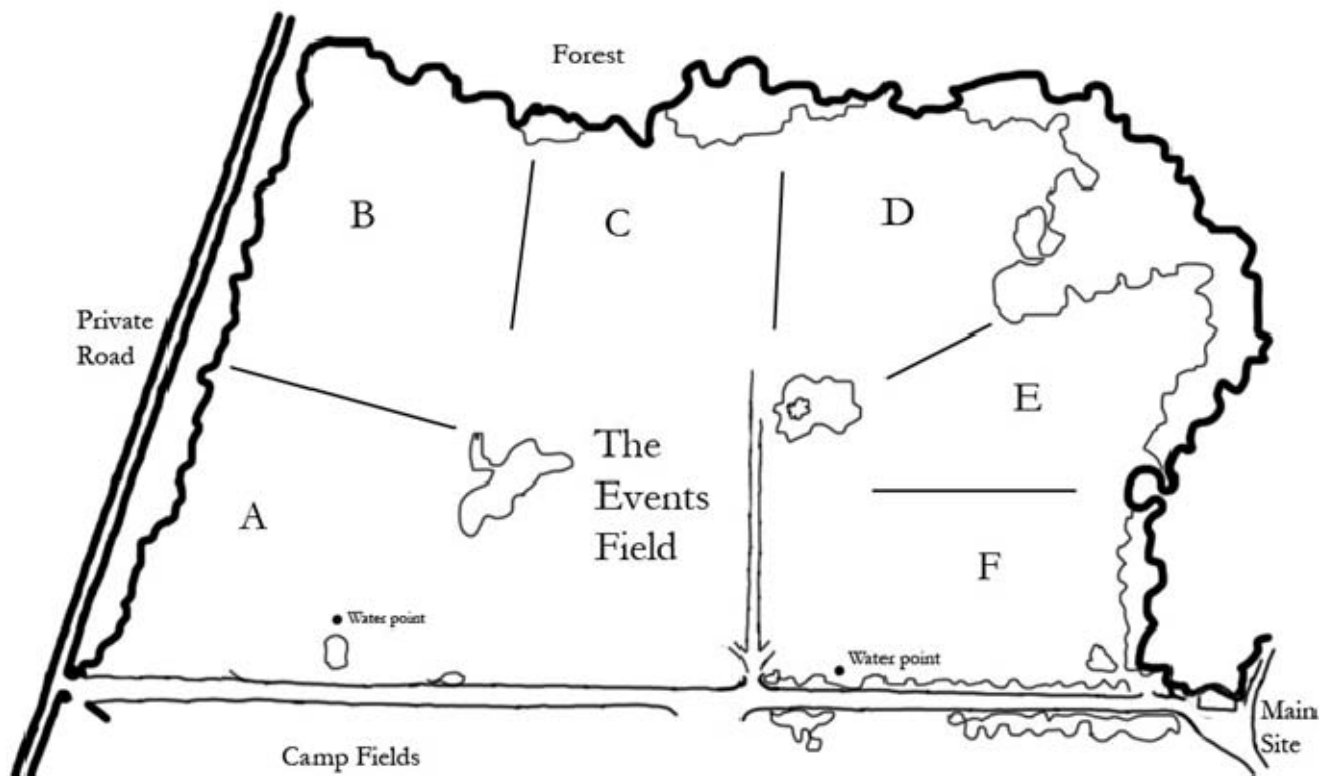 Forest
B
C
D
Private
Road
E
The
Events
Field
A
F
Water point
Water point
Main
Site
Camp Fields